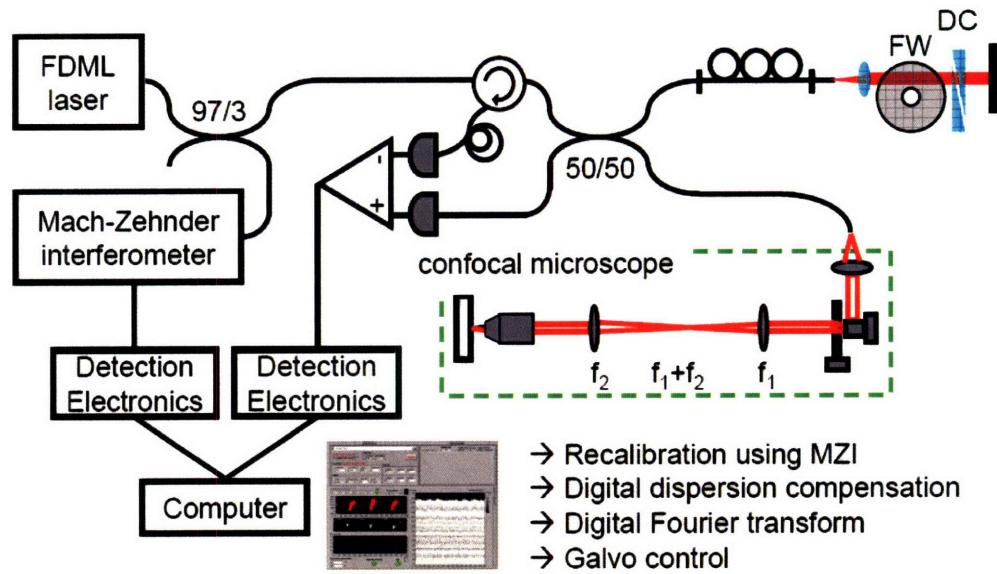 FDML
laser
97/3
DC
FW
-
+
50/50
Mach-Zehnder
interferometer
confocal microscope
f₂
f₁+f₂
f₁
Detection
Electronics
Detection
Electronics
Computer
→ Recalibration using MZI
→ Digital dispersion compensation
→ Digital Fourier transform
→ Galvo control